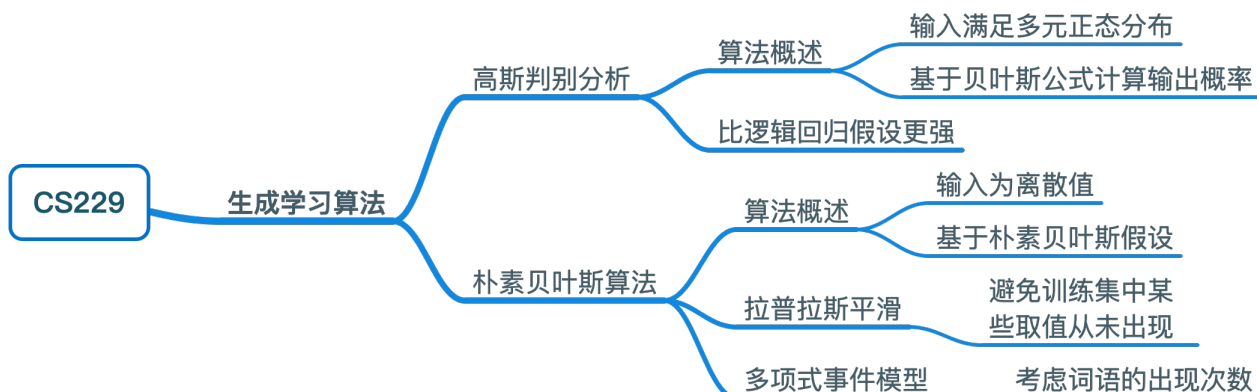 CS229
生成学习算法
高斯判别分析
算法概述
输入满足多元正态分布
基于贝叶斯公式计算输出概率
比逻辑回归假设更强
朴素贝叶斯算法
算法概述
输入为离散值
基于朴素贝叶斯假设
拉普拉斯平滑
避免训练集中某
些取值从未出现
多项式事件模型
考虑词语的出现次数